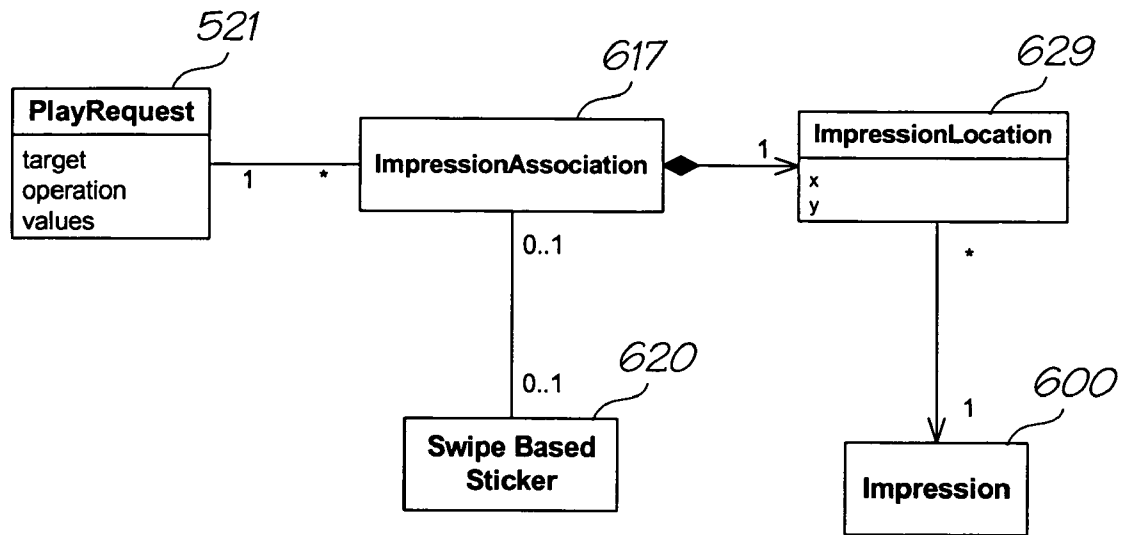 521
617
629
PlayRequest
target
operation
values
ImpressionAssociation
ImpressionLocation
x
y
1
*
1
0..1
*
0..1
620
1
600
Swipe Based
Sticker
Impression